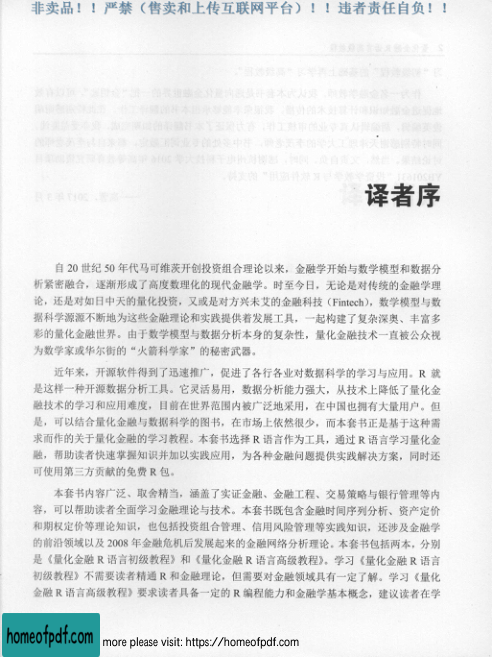 非卖品！！严禁（售卖和上传互联网平台）！！违者责任自负！！
译者序
自 20 世纪 50 年代马可维茨开创投资组合理论以来，金融学开始与数学模型和数据分
析紧密融合，逐渐形成了高度数理化的现代金融学。时至今日，无论是对传统的金融学理
论，还是对如日中天的量化投资，又或是对方兴未艾的金融科技（Fintech），数学模型与数
据科学源源不断地为这些金融理论和实践提供着发展工具，一起构建了复杂深奥、丰富多
彩的量化金融世界。由于数学模型与数据分析本身的复杂性，量化金融技术一直被公众视
为数学家或华尔街的“火箭科学家”的秘密武器。
近年来，开源软件得到了迅速推广，促进了各行各业对数据科学的学习与应用。R 就
是这样一种开源数据分析工具。它灵活易用，数据分析能力强大，从技术上降低了量化金
融技术的学习和应用难度，目前在世界范围内被广泛地采用，在中国也拥有大量用户。但
是，可以结合量化金融与数据科学的图书，在市场上依然很少，而本套书正是基于这种需
求而作的关于量化金融的学习教程。本套书选择 R 语言作为工具，通过 R 语言学习量化金
融，帮助读者快速掌握知识并加以实践应用，为各种金融问题提供实践解决方案，同时还
可使用第三方贡献的免费 R 包。
本套书内容广泛、取舍精当，涵盖了实证金融、金融工程、交易策略与银行管理等内
容，可以帮助读者全面学习金融理论与技术。本套书既包含金融时间序列分析、资产定价
和期权定价等理论知识，也包括投资组合管理、信用风险管理等实践知识，还涉及金融学
的前沿领域以及 2008 年金融危机后发展起来的金融网络分析理论。本套书包括两本，分别
是《量化金融 R 语言初级教程》和《量化金融 R 语言高级教程》。学习《量化金融 R 语言
初级教程》不需要读者精通 R 和金融理论，但需要对金融领域具有一定了解。学习《量化
金融 R 语言高级教程》要求读者具备一定的 R 编程能力和金融学基本概念，建议读者在学
homeofpdf.com
more please visit: https://homeofpdf.com